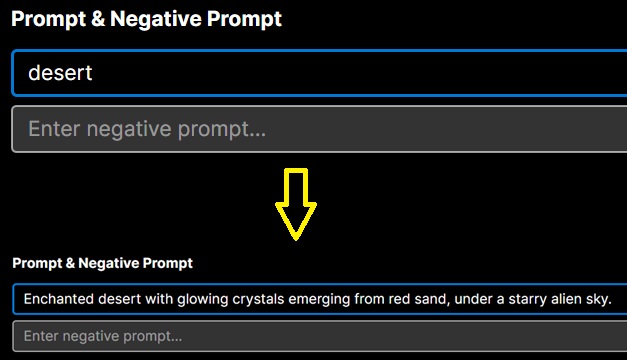 Prompt & Negative Prompt
desert
Enter negative prompt...
Prompt & Negative Prompt
Enchanted desert with glowing crystals emerging from red sand, under a starry alien sky.
Enter negative prompt...